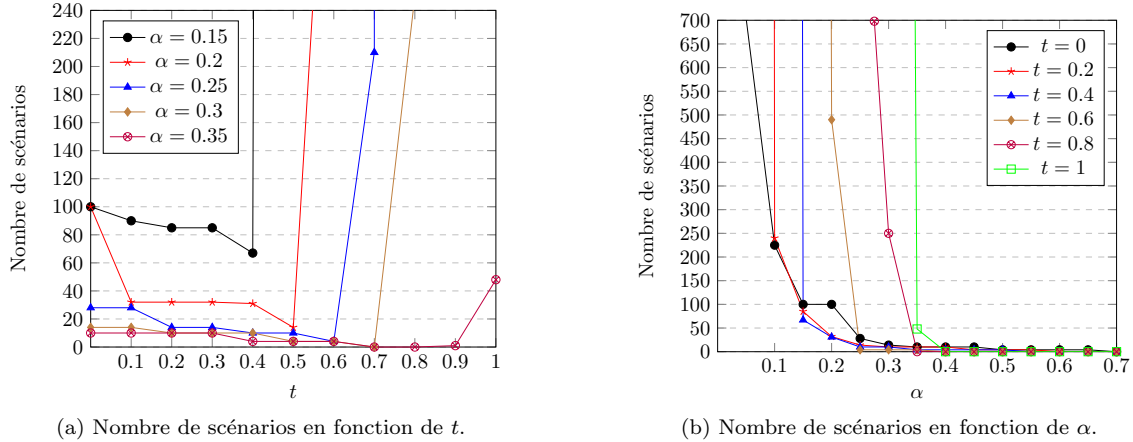 Nombre de scénarios
240
220
200
180
160
140
120
100
80
60
40
20
0
0.1 0.2 0.3 0.4 0.5 0.6 0.7 0.8 0.9 1
t
α = 0.15
α = 0.2
α = 0.25
α = 0.3
α = 0.35
(a) Nombre de scénarios en fonction de t.
Nombre de scénarios
700
650
600
550
500
450
400
350
300
250
200
150
100
50
0
0.1 0.2 0.3 0.4 0.5 0.6 0.7
α
t = 0
t = 0.2
t = 0.4
t = 0.6
t = 0.8
t = 1
(b) Nombre de scénarios en fonction de α.